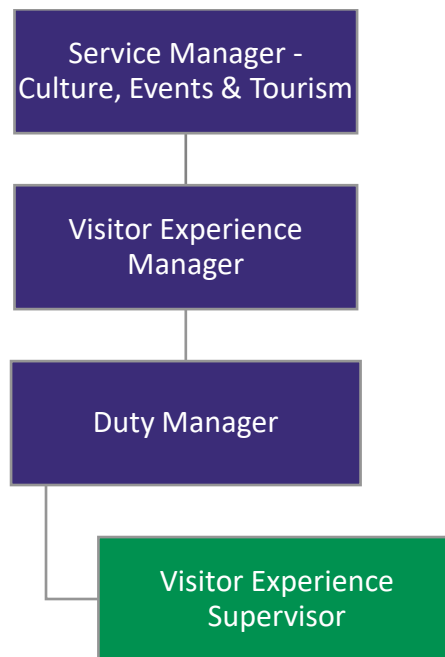 Service Manager -
Culture, Events & Tourism
Visitor Experience
Manager
Duty Manager
Visitor Experience
Supervisor